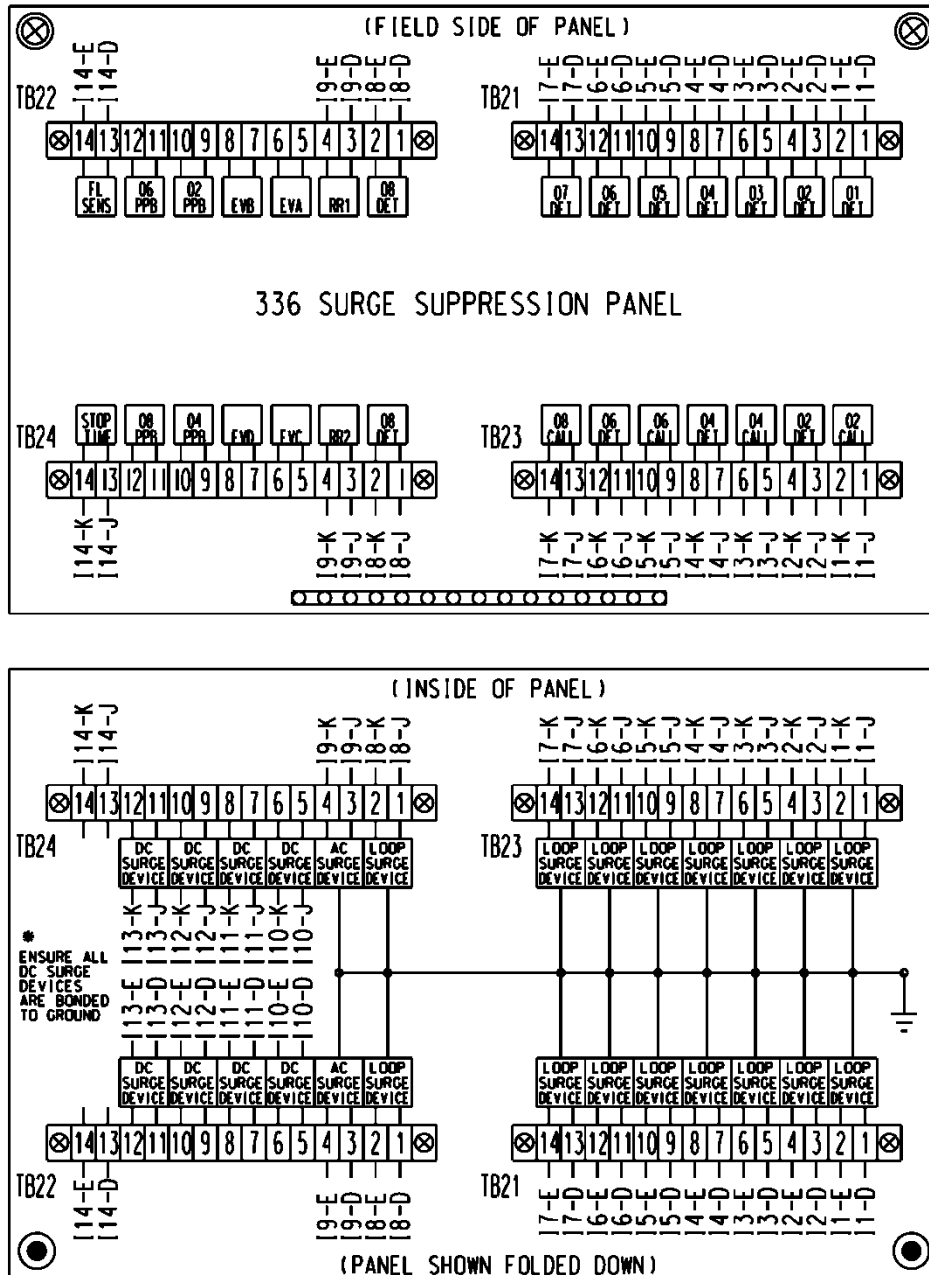 (FIELD SIDE OF PANEL)
I14-E I14-D I9-E I9-D I8-E I8-D I7-E I7-D I6-E I6-D I5-E I5-D I4-E I4-D I3-E I3-D I2-E I2-D I1-E I1-D
TB22 TB21
14 13 12 11 10 9 8 7 6 5 4 3 2 1 14 13 12 11 10 9 8 7 6 5 4 3 2 1
FL SENS 06 PPB 02 PPB EVB EVA RR1 08 DET 07 DET 06 DET 05 DET 04 DET 03 DET 02 DET 01 DET
336 SURGE SUPPRESSION PANEL
STOP TIME 08 PPB 04 PPB EVD EVC RR2 08 DET 08 CALL 06 DET 06 CALL 04 DET 04 CALL 02 DET 02 CALL
TB24 TB23
14 13 12 11 10 9 8 7 6 5 4 3 2 1 14 13 12 11 10 9 8 7 6 5 4 3 2 1
I14-K I14-J I9-K I9-J I8-K I8-J I7-K I7-J I6-K I6-J I5-K I5-J I4-K I4-J I3-K I3-J I2-K I2-J I1-K I1-J
(INSIDE OF PANEL)
I14-K I14-J I9-K I9-J I8-K I8-J I7-K I7-J I6-K I6-J I5-K I5-J I4-K I4-J I3-K I3-J I2-K I2-J I1-K I1-J
14 13 12 11 10 9 8 7 6 5 4 3 2 1 14 13 12 11 10 9 8 7 6 5 4 3 2 1
TB24 TB23
DC DC DC DC AC LOOP LOOP LOOP LOOP LOOP LOOP LOOP LOOP
SURGE SURGE SURGE SURGE SURGE SURGE SURGE SURGE SURGE SURGE SURGE SURGE SURGE
DEVICE DEVICE DEVICE DEVICE DEVICE DEVICE DEVICE DEVICE DEVICE DEVICE DEVICE DEVICE DEVICE
I13-K I13-J I12-K I12-J I11-K I11-J I10-K I10-J
*
ENSURE ALL
DC SURGE
DEVICES
ARE BONDED
TO GROUND
I13-E I13-D I12-E I12-D I11-E I11-D I10-E I10-D
DC DC DC DC AC LOOP LOOP LOOP LOOP LOOP LOOP LOOP LOOP
SURGE SURGE SURGE SURGE SURGE SURGE SURGE SURGE SURGE SURGE SURGE SURGE SURGE
DEVICE DEVICE DEVICE DEVICE DEVICE DEVICE DEVICE DEVICE DEVICE DEVICE DEVICE DEVICE DEVICE
14 13 12 11 10 9 8 7 6 5 4 3 2 1 14 13 12 11 10 9 8 7 6 5 4 3 2 1
TB22 TB21
I14-E I14-D I9-E I9-D I8-E I8-D I7-E I7-D I6-E I6-D I5-E I5-D I4-E I4-D I3-E I3-D I2-E I2-D I1-E I1-D
(PANEL SHOWN FOLDED DOWN)